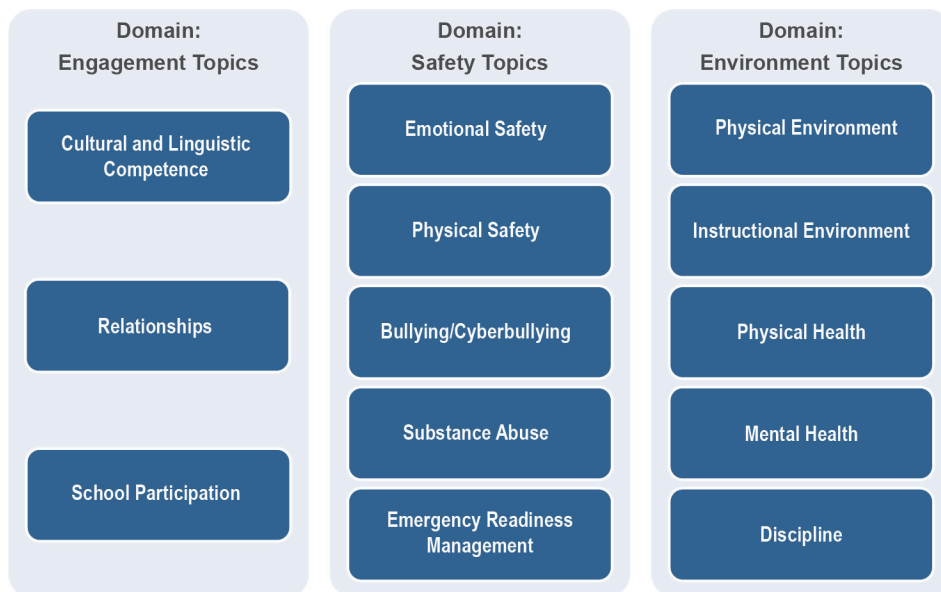 Domain:
Engagement Topics
Cultural and Linguistic
Competence
Relationships
School Participation
Domain:
Safety Topics
Emotional Safety
Physical Safety
Bullying/Cyberbullying
Substance Abuse
Emergency Readiness
Management
Domain:
Environment Topics
Physical Environment
Instructional Environment
Physical Health
Mental Health
Discipline